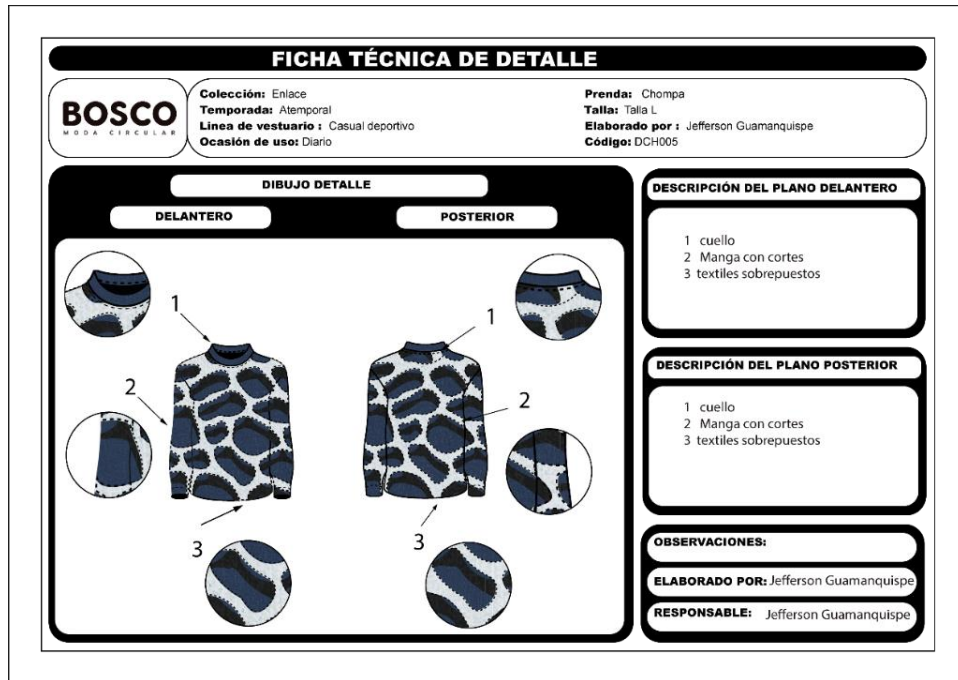 FICHA TÉCNICA DE DETALLE
BOSCO
MODA CIRCULAR
Colección: Enlace
Temporada: Atemporal
Linea de vestuario : Casual deportivo
Ocasión de uso: Diario
Prenda: Chompa
Talla: Talla L
Elaborado por : Jefferson Guamanquispe
Código: DCH005
DIBUJO DETALLE
DELANTERO
POSTERIOR
1
2
3
1
2
3
DESCRIPCIÓN DEL PLANO DELANTERO
1 cuello
2 Manga con cortes
3 textiles sobrepuestos
DESCRIPCIÓN DEL PLANO POSTERIOR
1 cuello
2 Manga con cortes
3 textiles sobrepuestos
OBSERVACIONES:
ELABORADO POR: Jefferson Guamanquispe
RESPONSABLE: Jefferson Guamanquispe